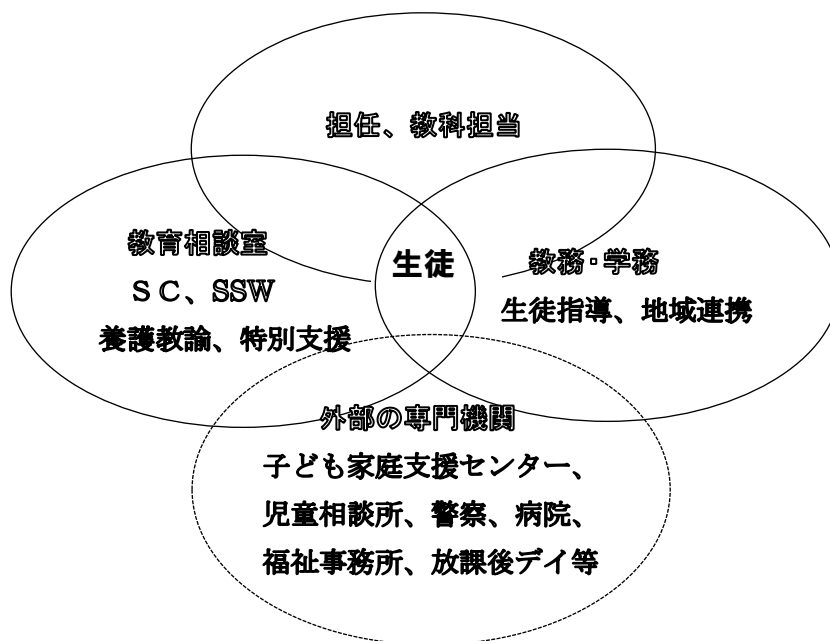 担任、教科担当
教育相談室
ＳＣ、SSW
養護教諭、特別支援
生徒
教務・学務
生徒指導、地域連携
外部の専門機関
子ども家庭支援センター、
児童相談所、警察、病院、
福祉事務所、放課後デイ等